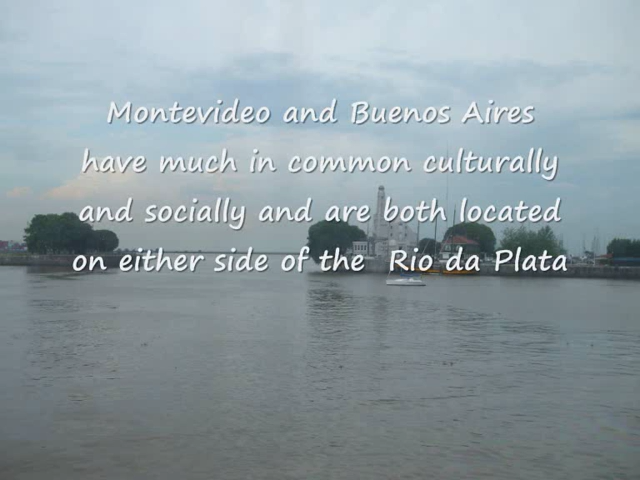 Montevideo and Buenos Aires
have much in common culturally
and socially and are both located
on either side of the Rio da Plata